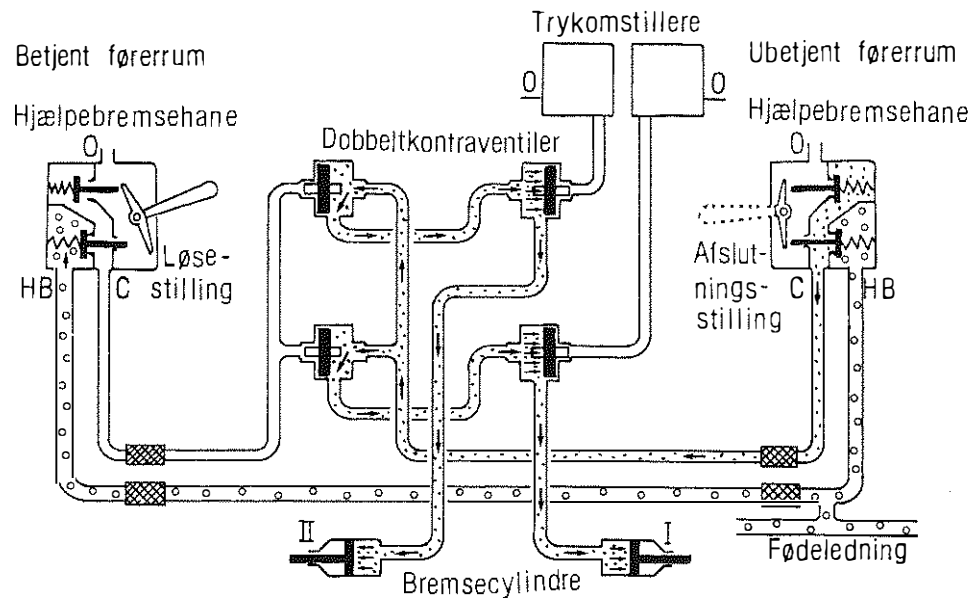 Trykomstillere
Betjent førerrum
Ubetjent førerrum
O
O
Hjælpebremsehane
Hjælpebremsehane
O
Dobbeltkontraventiler
O
Løse-
stilling
HB
C
Afslut-
nings-
stilling
C
HB
II
I
Fødeledning
Bremsecylindre